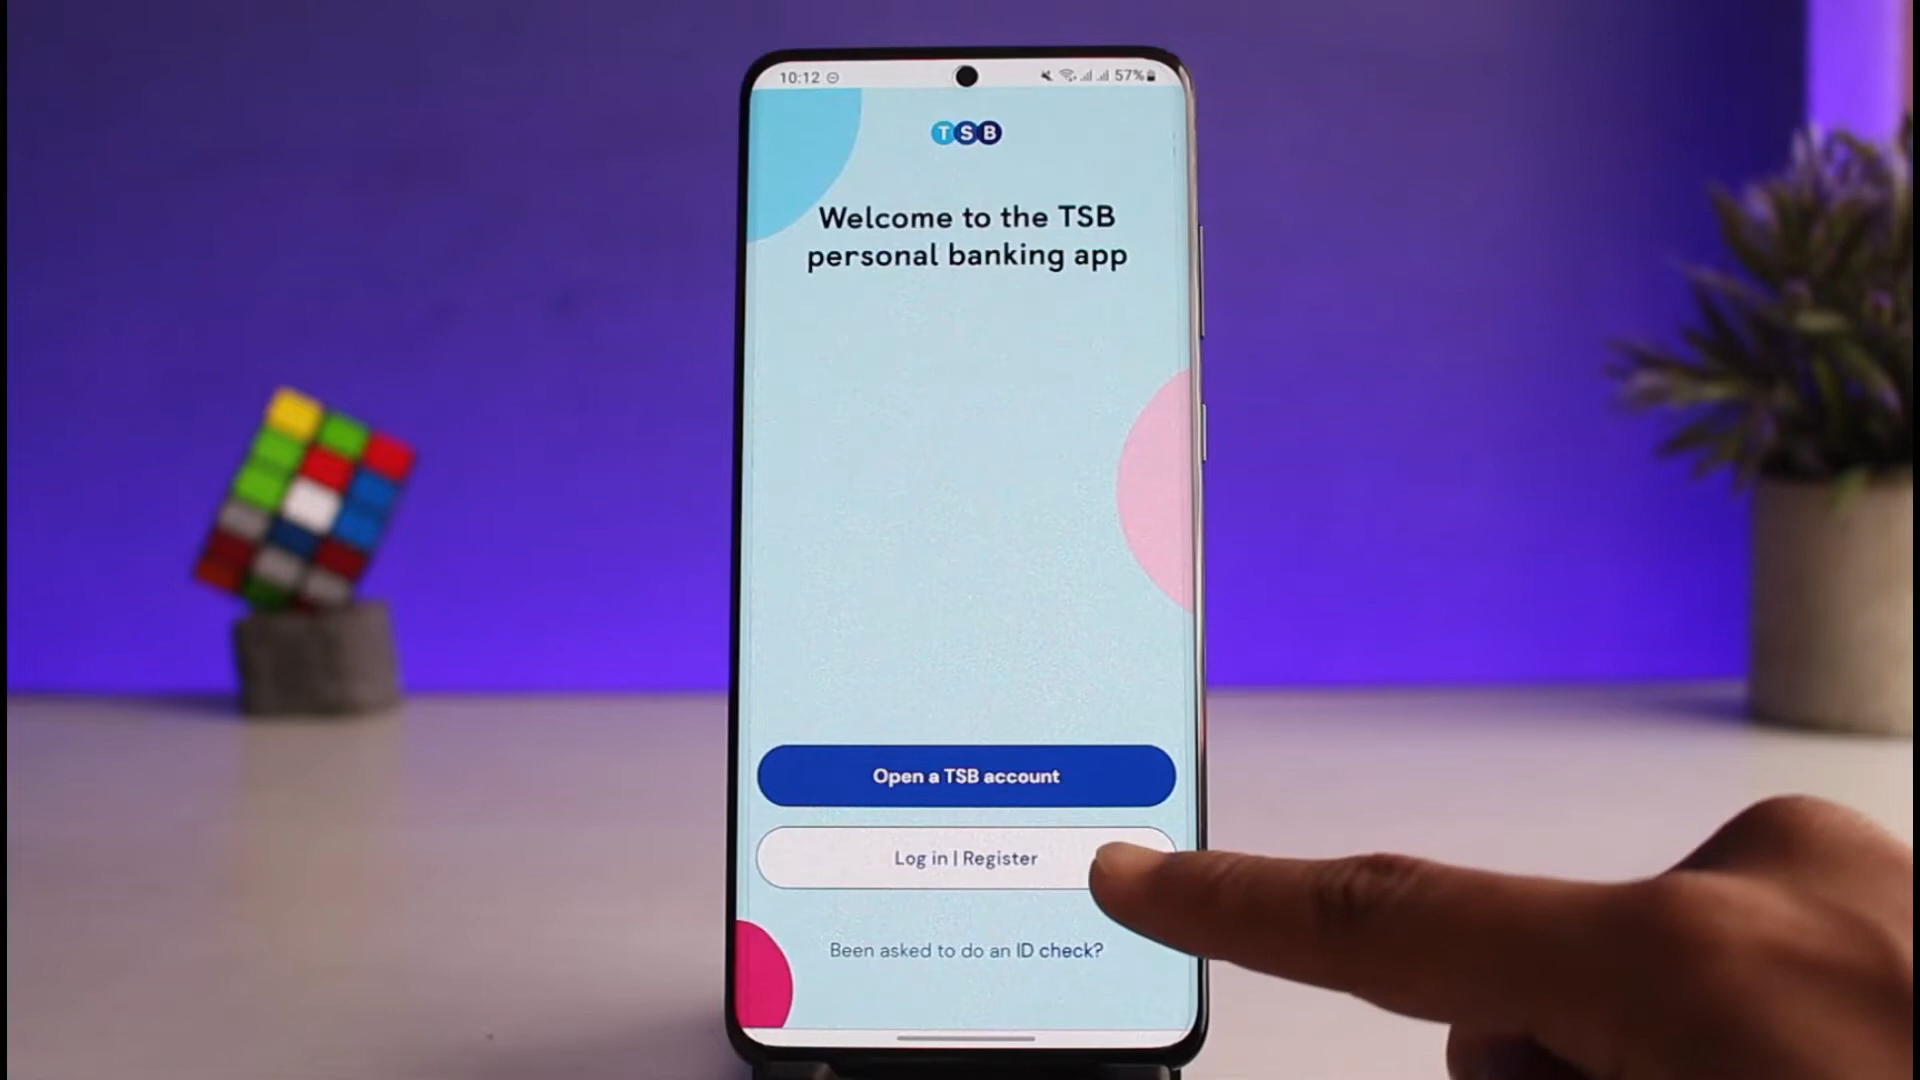 10:12
57%
TSB
Welcome to the TSB
personal banking app
Open a TSB account
Log in | Register
Been asked to do an ID check?